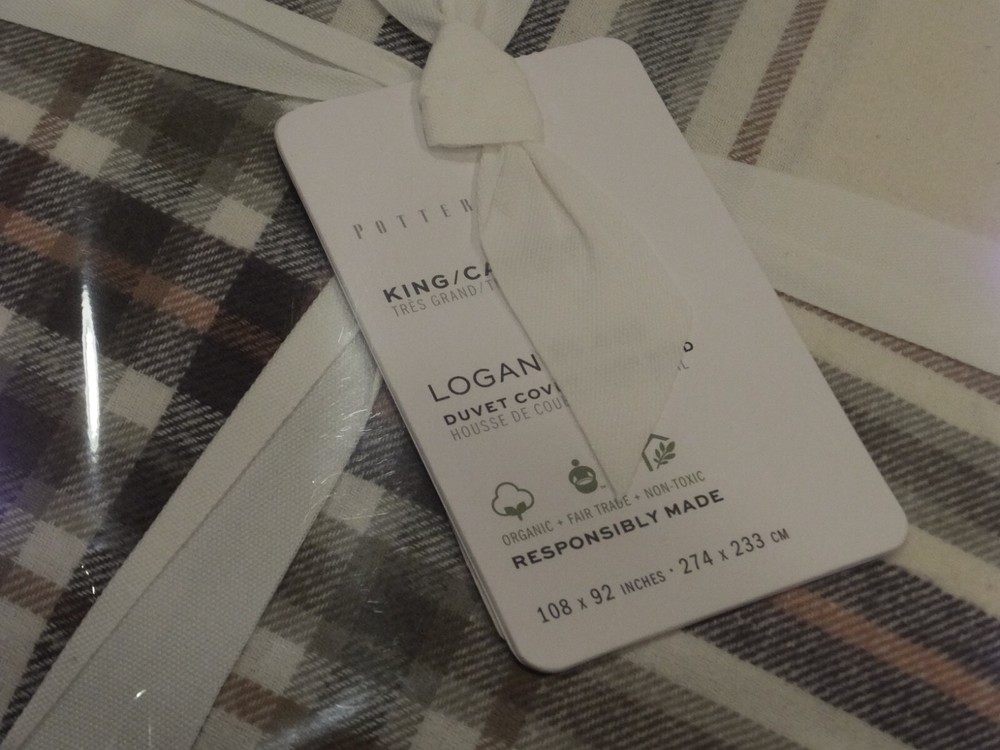 POTTER
KING/CA
TRÈS GRAND/T
LOGAN
DUVET COV
HOUSSE DE COU
ORGANIC + FAIR TRADE + NON-TOXIC
RESPONSIBLY MADE
108 x 92 INCHES · 274 x 233 CM